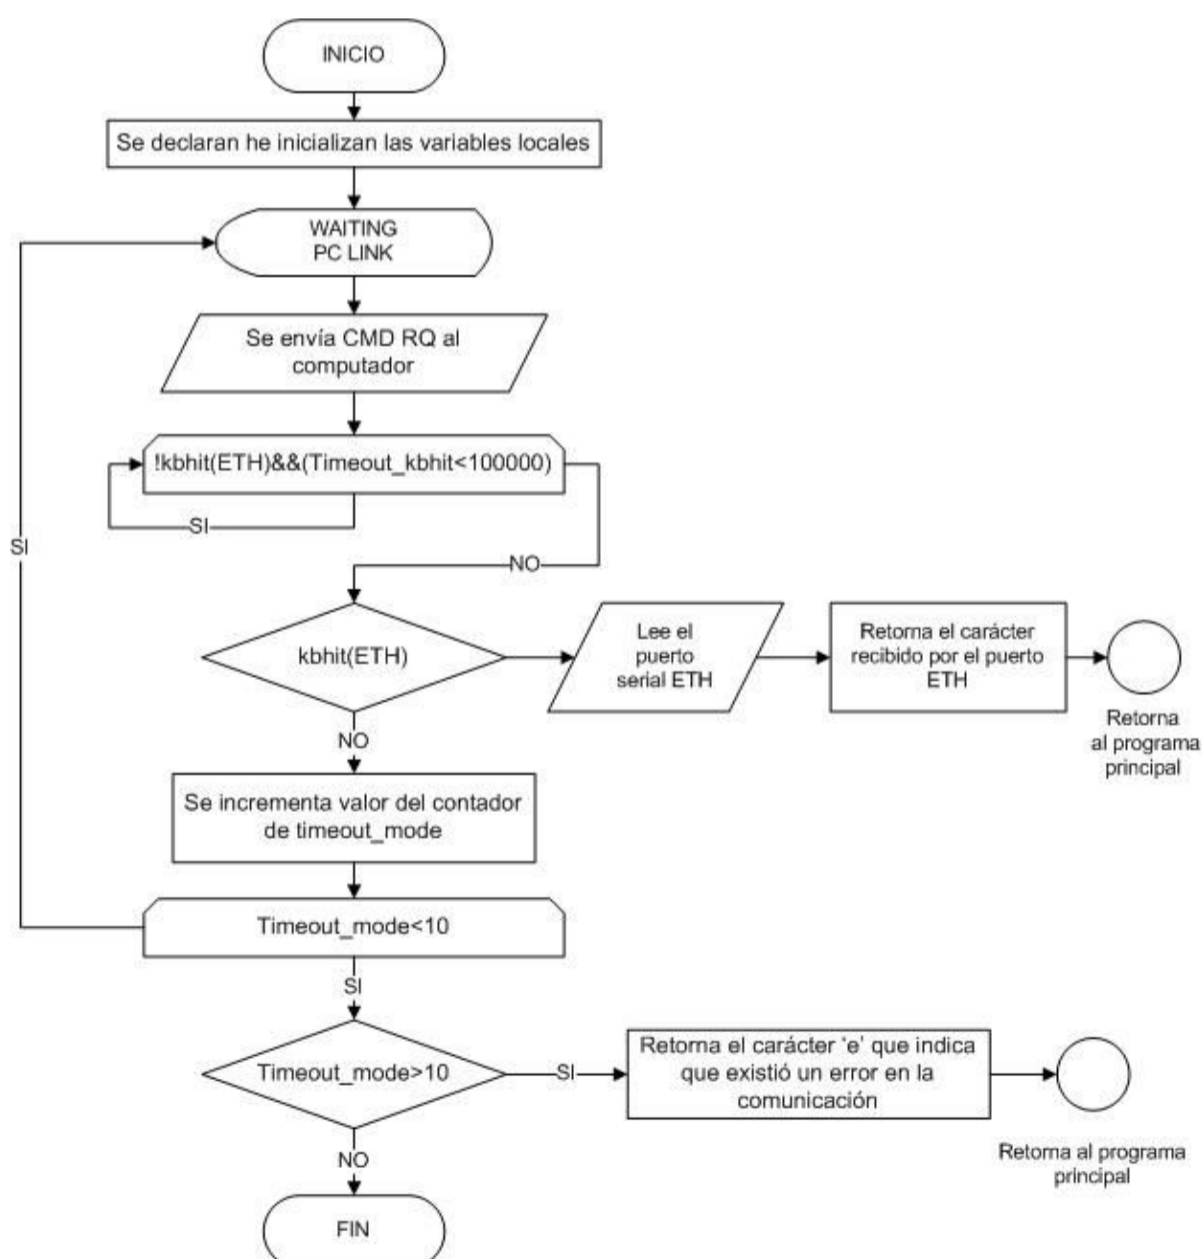 INICIO
Se declaran he inicializan las variables locales
WAITING
PC LINK
Se envía CMD RQ al
computador
!kbhit(ETH)&&(Timeout_kbhit<100000)
SI
SI
NO
kbhit(ETH)
Lee el
puerto
serial ETH
Retorna el carácter
recibido por el puerto
ETH
Retorna
al programa
principal
NO
Se incrementa valor del contador
de timeout_mode
Timeout_mode<10
SI
Timeout_mode>10
SI
Retorna el carácter ‘e’ que indica
que existió un error en la
comunicación
Retorna al programa
principal
NO
FIN